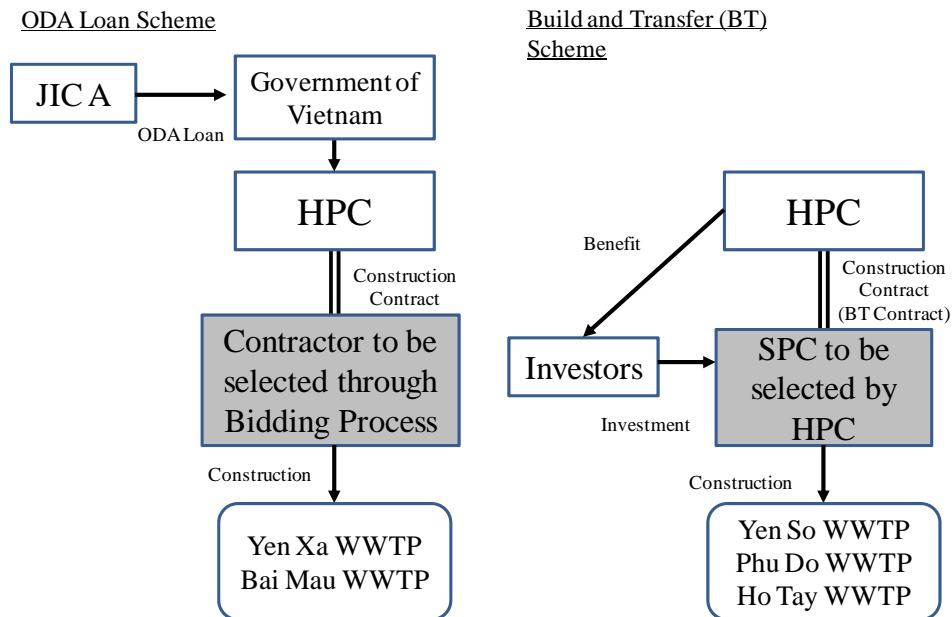 ODA Loan Scheme
JIC A
ODA Loan
Government of
Vietnam
HPC
Construction
Contract
Contractor to be
selected through
Bidding Process
Construction
Yen Xa WWTP
Bai Mau WWTP
Build and Transfer (BT)
Scheme
HPC
Benefit
Construction
Contract
(BT Contract)
Investors
Investment
SPC to be
selected by
HPC
Construction
Yen So WWTP
Phu Do WWTP
Ho Tay WWTP